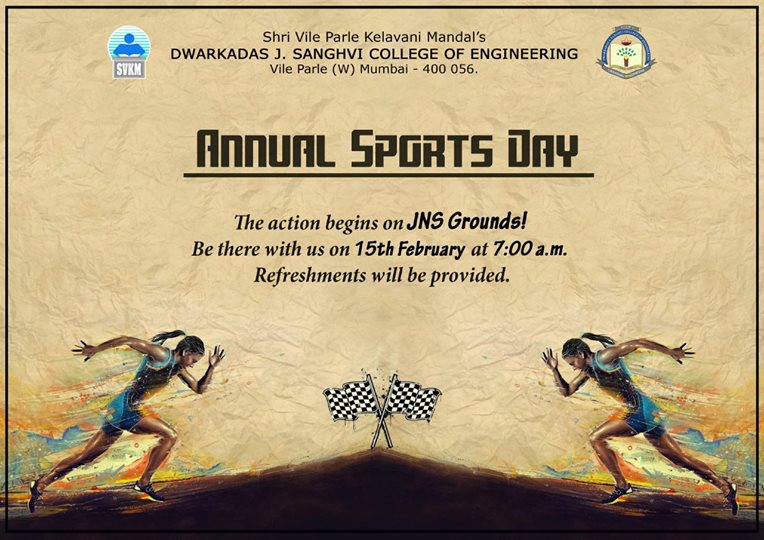 Shri Vile Parle Kelavani Mandal's
DWARKADAS J. SANGHVI COLLEGE OF ENGINEERING
Vile Parle (W) Mumbai - 400 056.
SVKM
Annual Sports Day
The action begins on JNS Grounds!
Be there with us on 15th February at 7:00 a.m.
Refreshments will be provided.